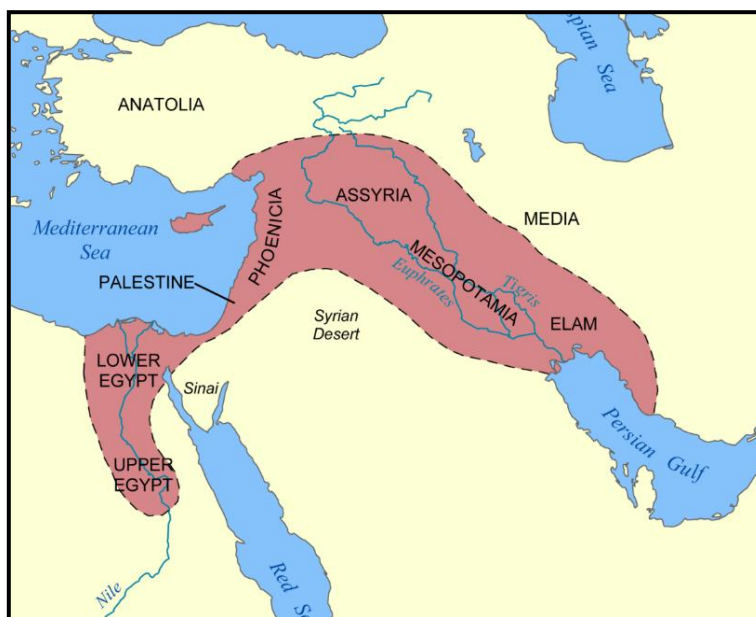 Caspian Sea
ANATOLIA
ASSYRIA
MEDIA
Mediterranean
Sea
PHOENICIA
MESOPOTAMIA
Euphrates
Tigris
PALESTINE
ELAM
Syrian
Desert
LOWER
EGYPT
Sinai
Persian Gulf
UPPER
EGYPT
Nile
Red